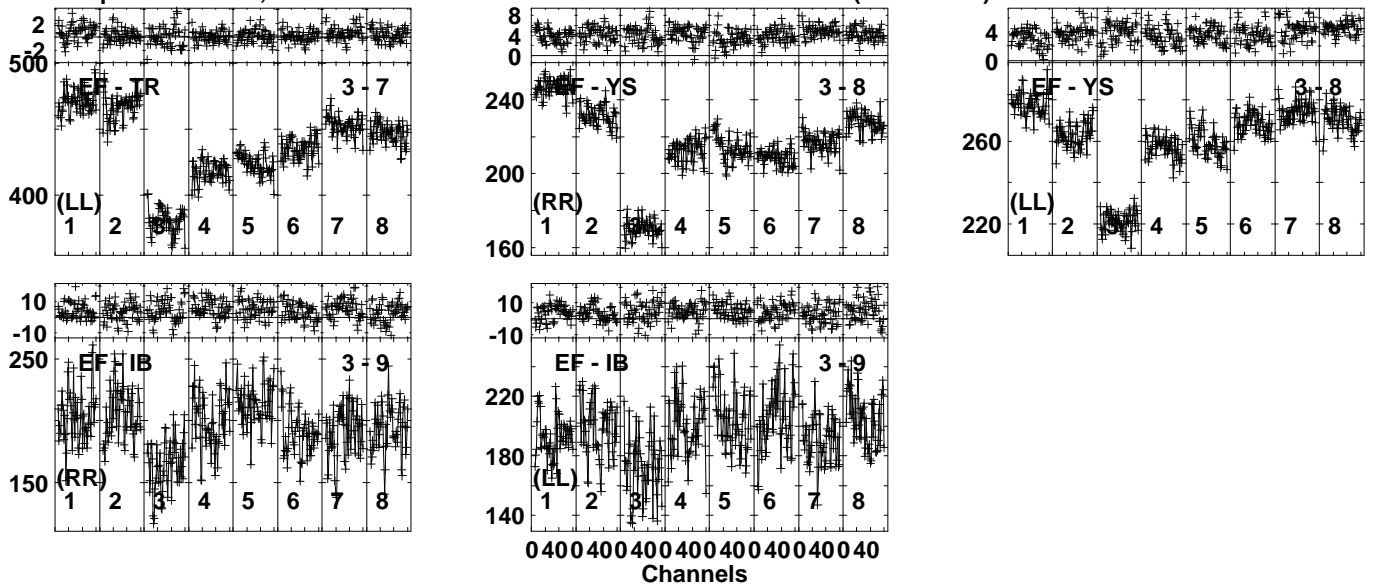 2
-2
500
400
EF - TR
3 - 7
(LL)
1 2 3 4 5 6 7 8
8
4
0
240
200
160
EF - YS
3 - 8
(RR)
1 2 3 4 5 6 7 8
4
0
260
220
EF - YS
3 - 8
(LL)
1 2 3 4 5 6 7 8
10
-10
250
150
EF - IB
3 - 9
(RR)
1 2 3 4 5 6 7 8
10
-10
220
180
140
EF - IB
3 - 9
(LL)
1 2 3 4 5 6 7 8
0 40 0 40 0 40 0 40 0 40 0 40 0 40 0 40
Channels